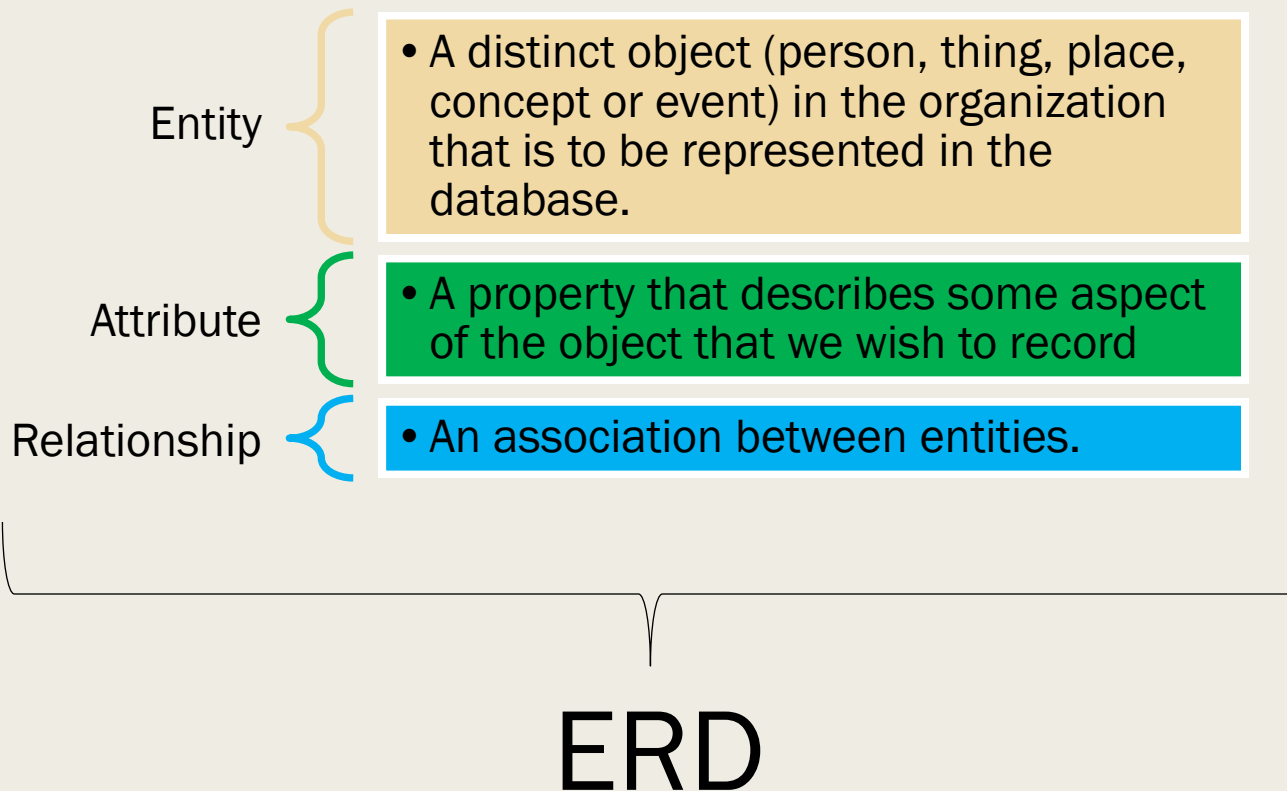 Entity
• A distinct object (person, thing, place,
concept or event) in the organization
that is to be represented in the
database.
Attribute
• A property that describes some aspect
of the object that we wish to record
Relationship
• An association between entities.
ERD